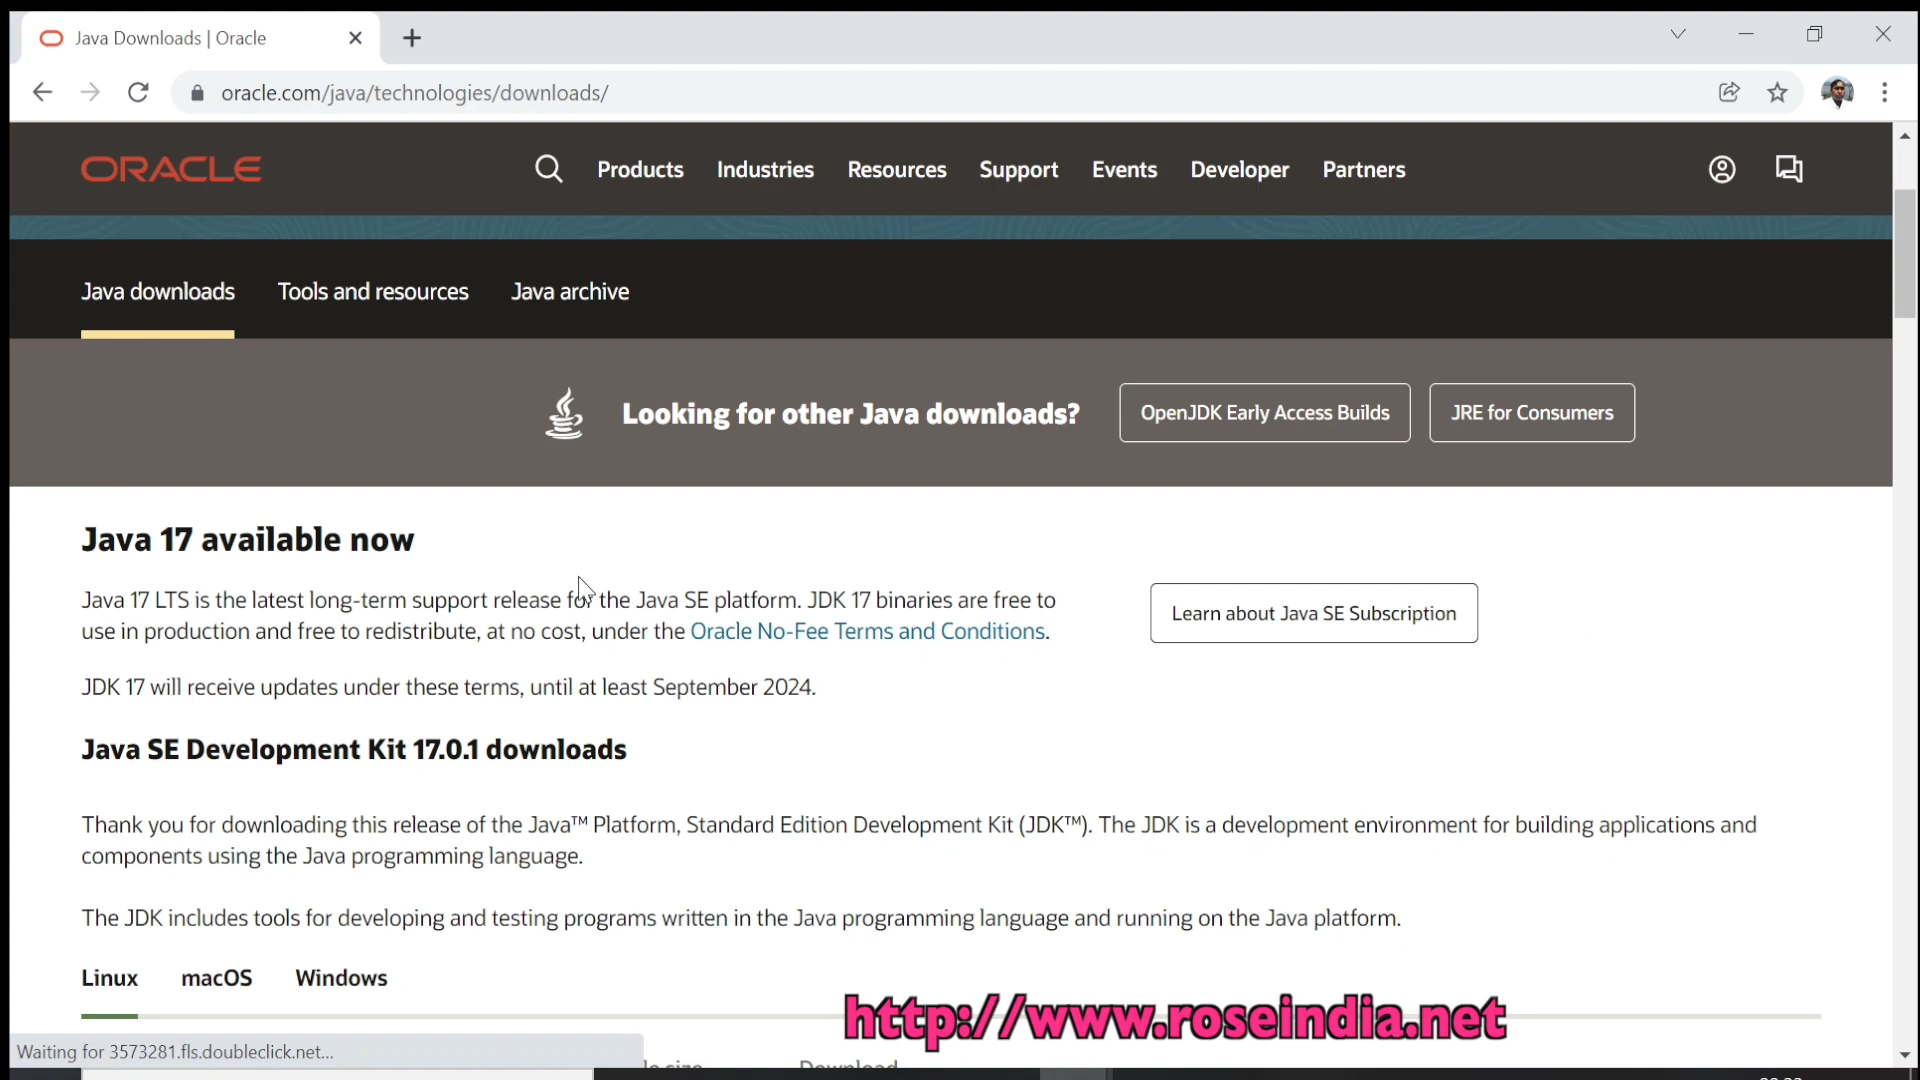 Java Downloads | Oracle
oracle.com/java/technologies/downloads/
ORACLE
Products Industries Resources Support Events Developer Partners
Java downloads Tools and resources Java archive
Looking for other Java downloads? OpenJDK Early Access Builds JRE for Consumers
Java 17 available now
Java 17 LTS is the latest long-term support release for the Java SE platform. JDK 17 binaries are free to
use in production and free to redistribute, at no cost, under the Oracle No-Fee Terms and Conditions.
Learn about Java SE Subscription
JDK 17 will receive updates under these terms, until at least September 2024.
Java SE Development Kit 17.0.1 downloads
Thank you for downloading this release of the Java™ Platform, Standard Edition Development Kit (JDK™). The JDK is a development environment for building applications and
components using the Java programming language.
The JDK includes tools for developing and testing programs written in the Java programming language and running on the Java platform.
Linux macOS Windows
http://www.roseindia.net
Waiting for 3573281.fls.doubleclick.net...
size Download